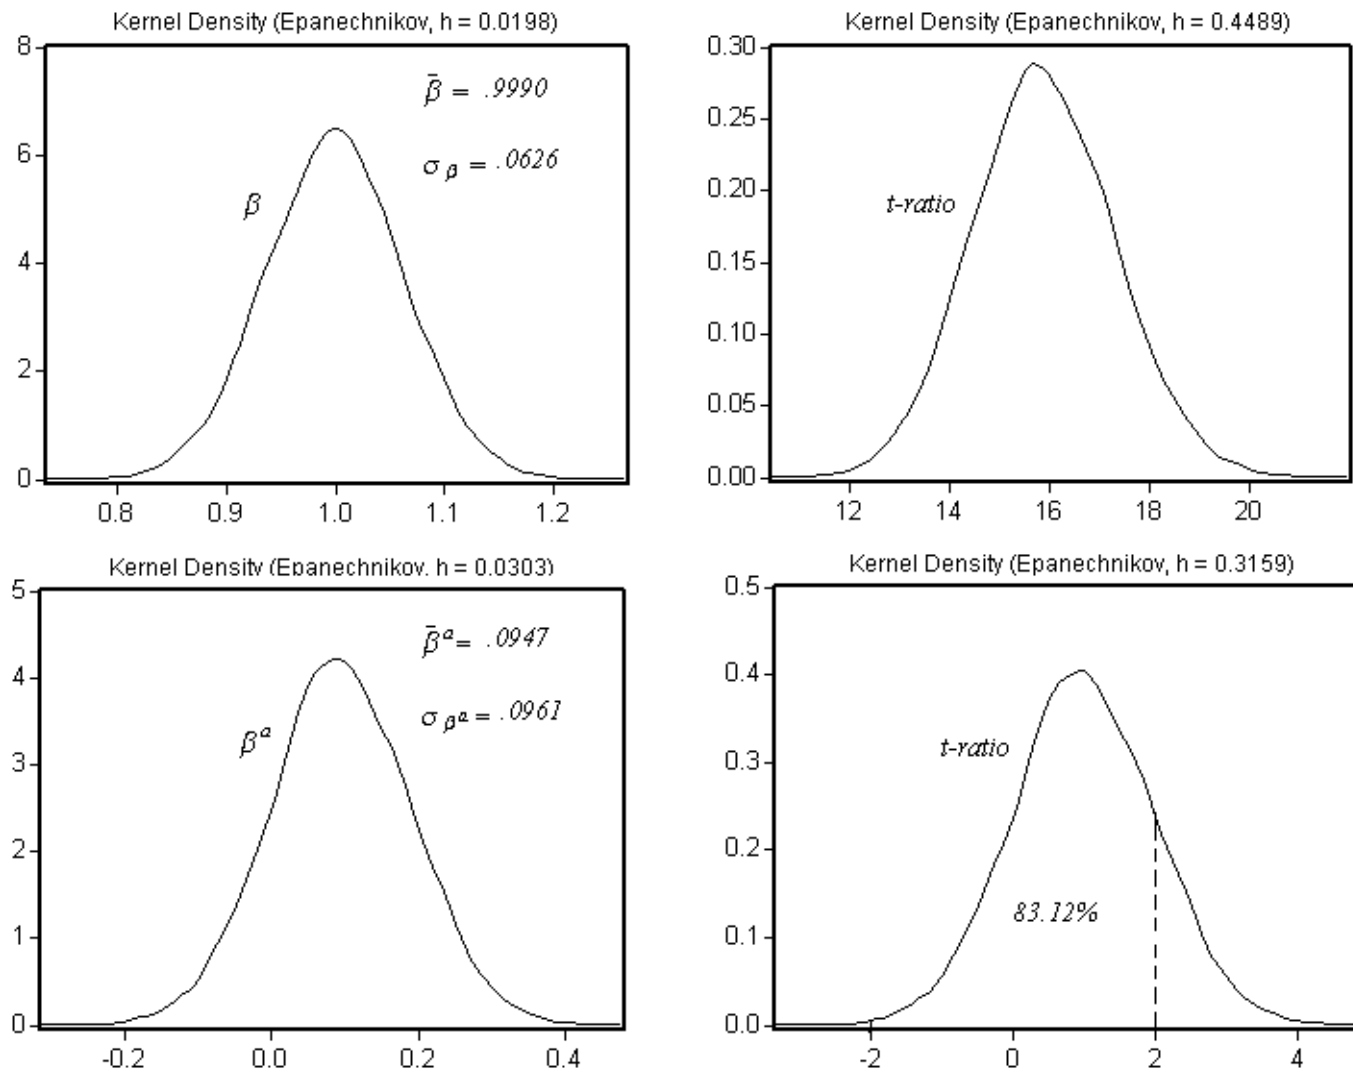 Kernel Density (Epanechnikov, h = 0.0198)
8
6
4
2
0
β̄ = .9990
σ β = .0626
β
0.8 0.9 1.0 1.1 1.2
Kernel Density (Epanechnikov, h = 0.4489)
0.30
0.25
0.20
0.15
0.10
0.05
0.00
t-ratio
12 14 16 18 20
Kernel Density (Epanechnikov, h = 0.0303)
5
4
3
2
1
0
β̄ᵃ = .0947
σ βᵃ = .0961
βᵃ
-0.2 0.0 0.2 0.4
Kernel Density (Epanechnikov, h = 0.3159)
0.5
0.4
0.3
0.2
0.1
0.0
t-ratio
83.12%
-2 0 2 4